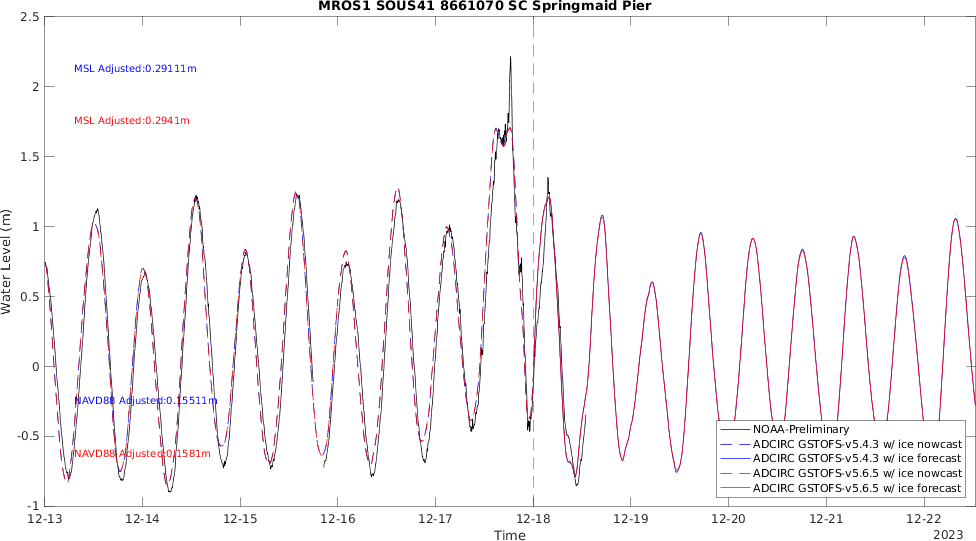 MROS1 SOUS41 8661070 SC Springmaid Pier
2.5
2
1.5
1
0.5
0
-0.5
-1
Water Level (m)
MSL Adjusted:0.29111m
MSL Adjusted:0.2941m
NAVD88 Adjusted:0.15511m
NAVD88 Adjusted:0.1581m
NOAA-Preliminary
ADCIRC GSTOFS-v5.4.3 w/ ice nowcast
ADCIRC GSTOFS-v5.4.3 w/ ice forecast
ADCIRC GSTOFS-v5.6.5 w/ ice nowcast
ADCIRC GSTOFS-v5.6.5 w/ ice forecast
12-13 12-14 12-15 12-16 12-17 12-18 12-19 12-20 12-21 12-22
Time
2023